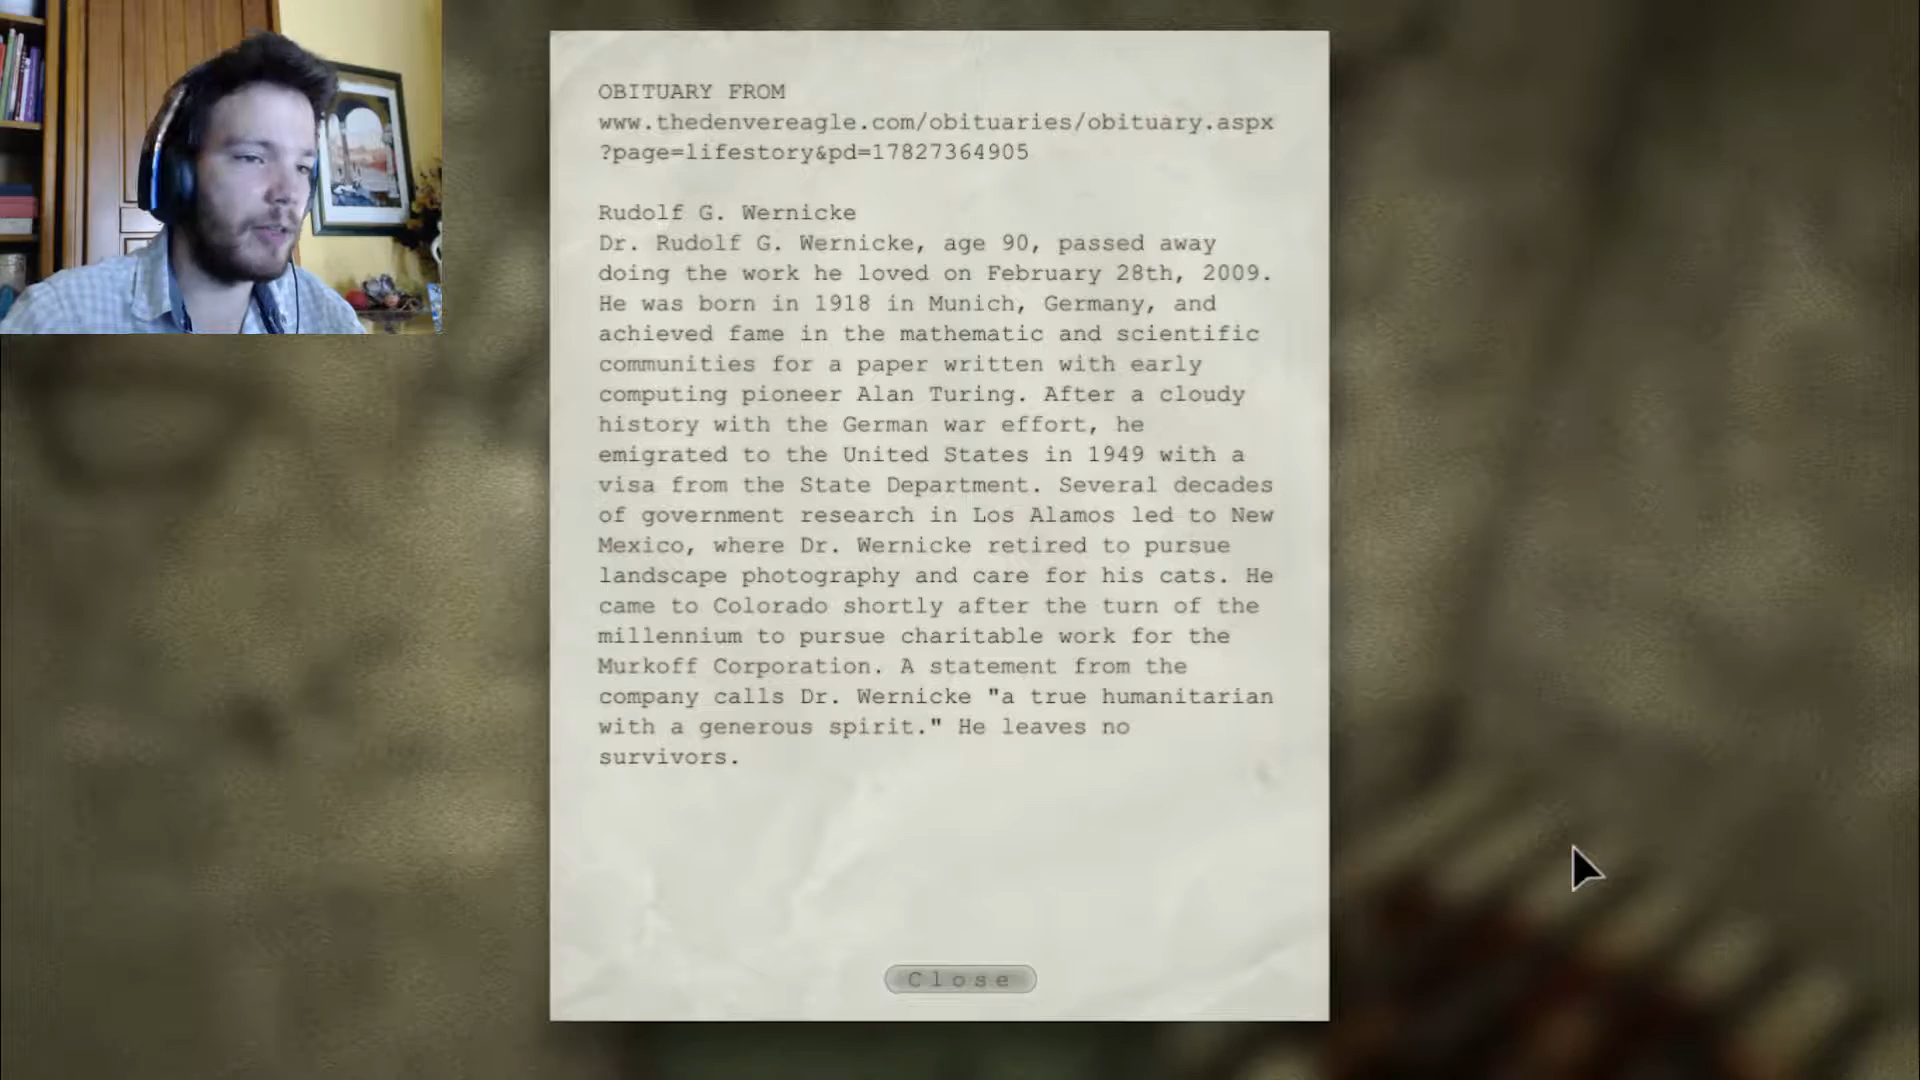 OBITUARY FROM
www.thedenvereagle.com/obituaries/obituary.aspx
?page=lifestory&pd=17827364905
Rudolf G. Wernicke
Dr. Rudolf G. Wernicke, age 90, passed away
doing the work he loved on February 28th, 2009.
He was born in 1918 in Munich, Germany, and
achieved fame in the mathematic and scientific
communities for a paper written with early
computing pioneer Alan Turing. After a cloudy
history with the German war effort, he
emigrated to the United States in 1949 with a
visa from the State Department. Several decades
of government research in Los Alamos led to New
Mexico, where Dr. Wernicke retired to pursue
landscape photography and care for his cats. He
came to Colorado shortly after the turn of the
millennium to pursue charitable work for the
Murkoff Corporation. A statement from the
company calls Dr. Wernicke "a true humanitarian
with a generous spirit." He leaves no
survivors.
Close